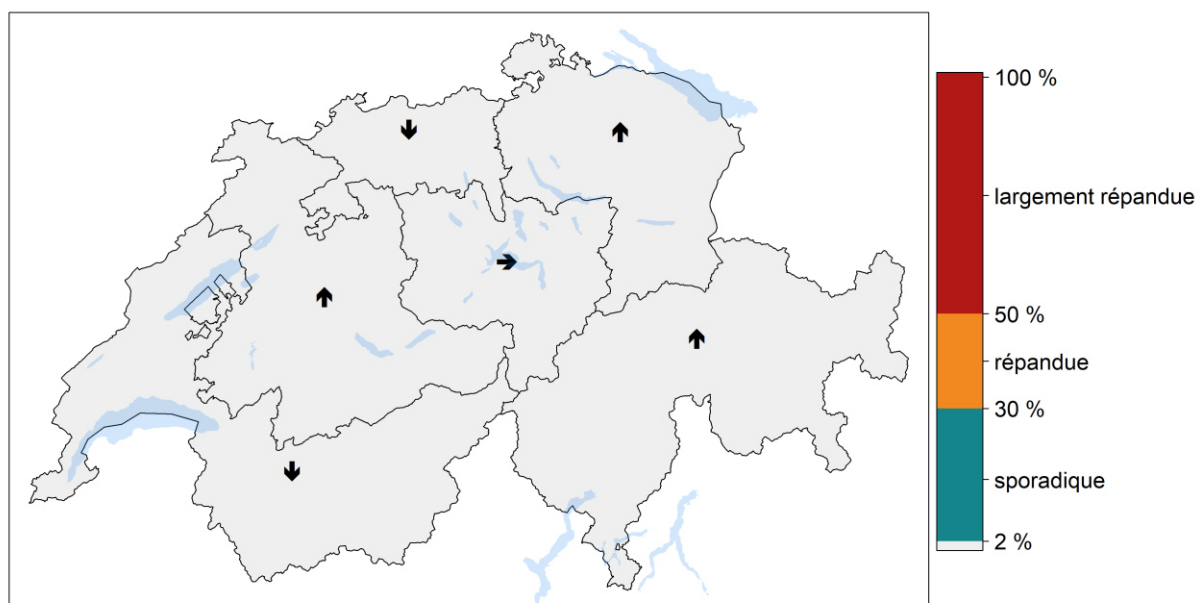 100 %
largement répandue
50 %
répandue
30 %
sporadique
2 %